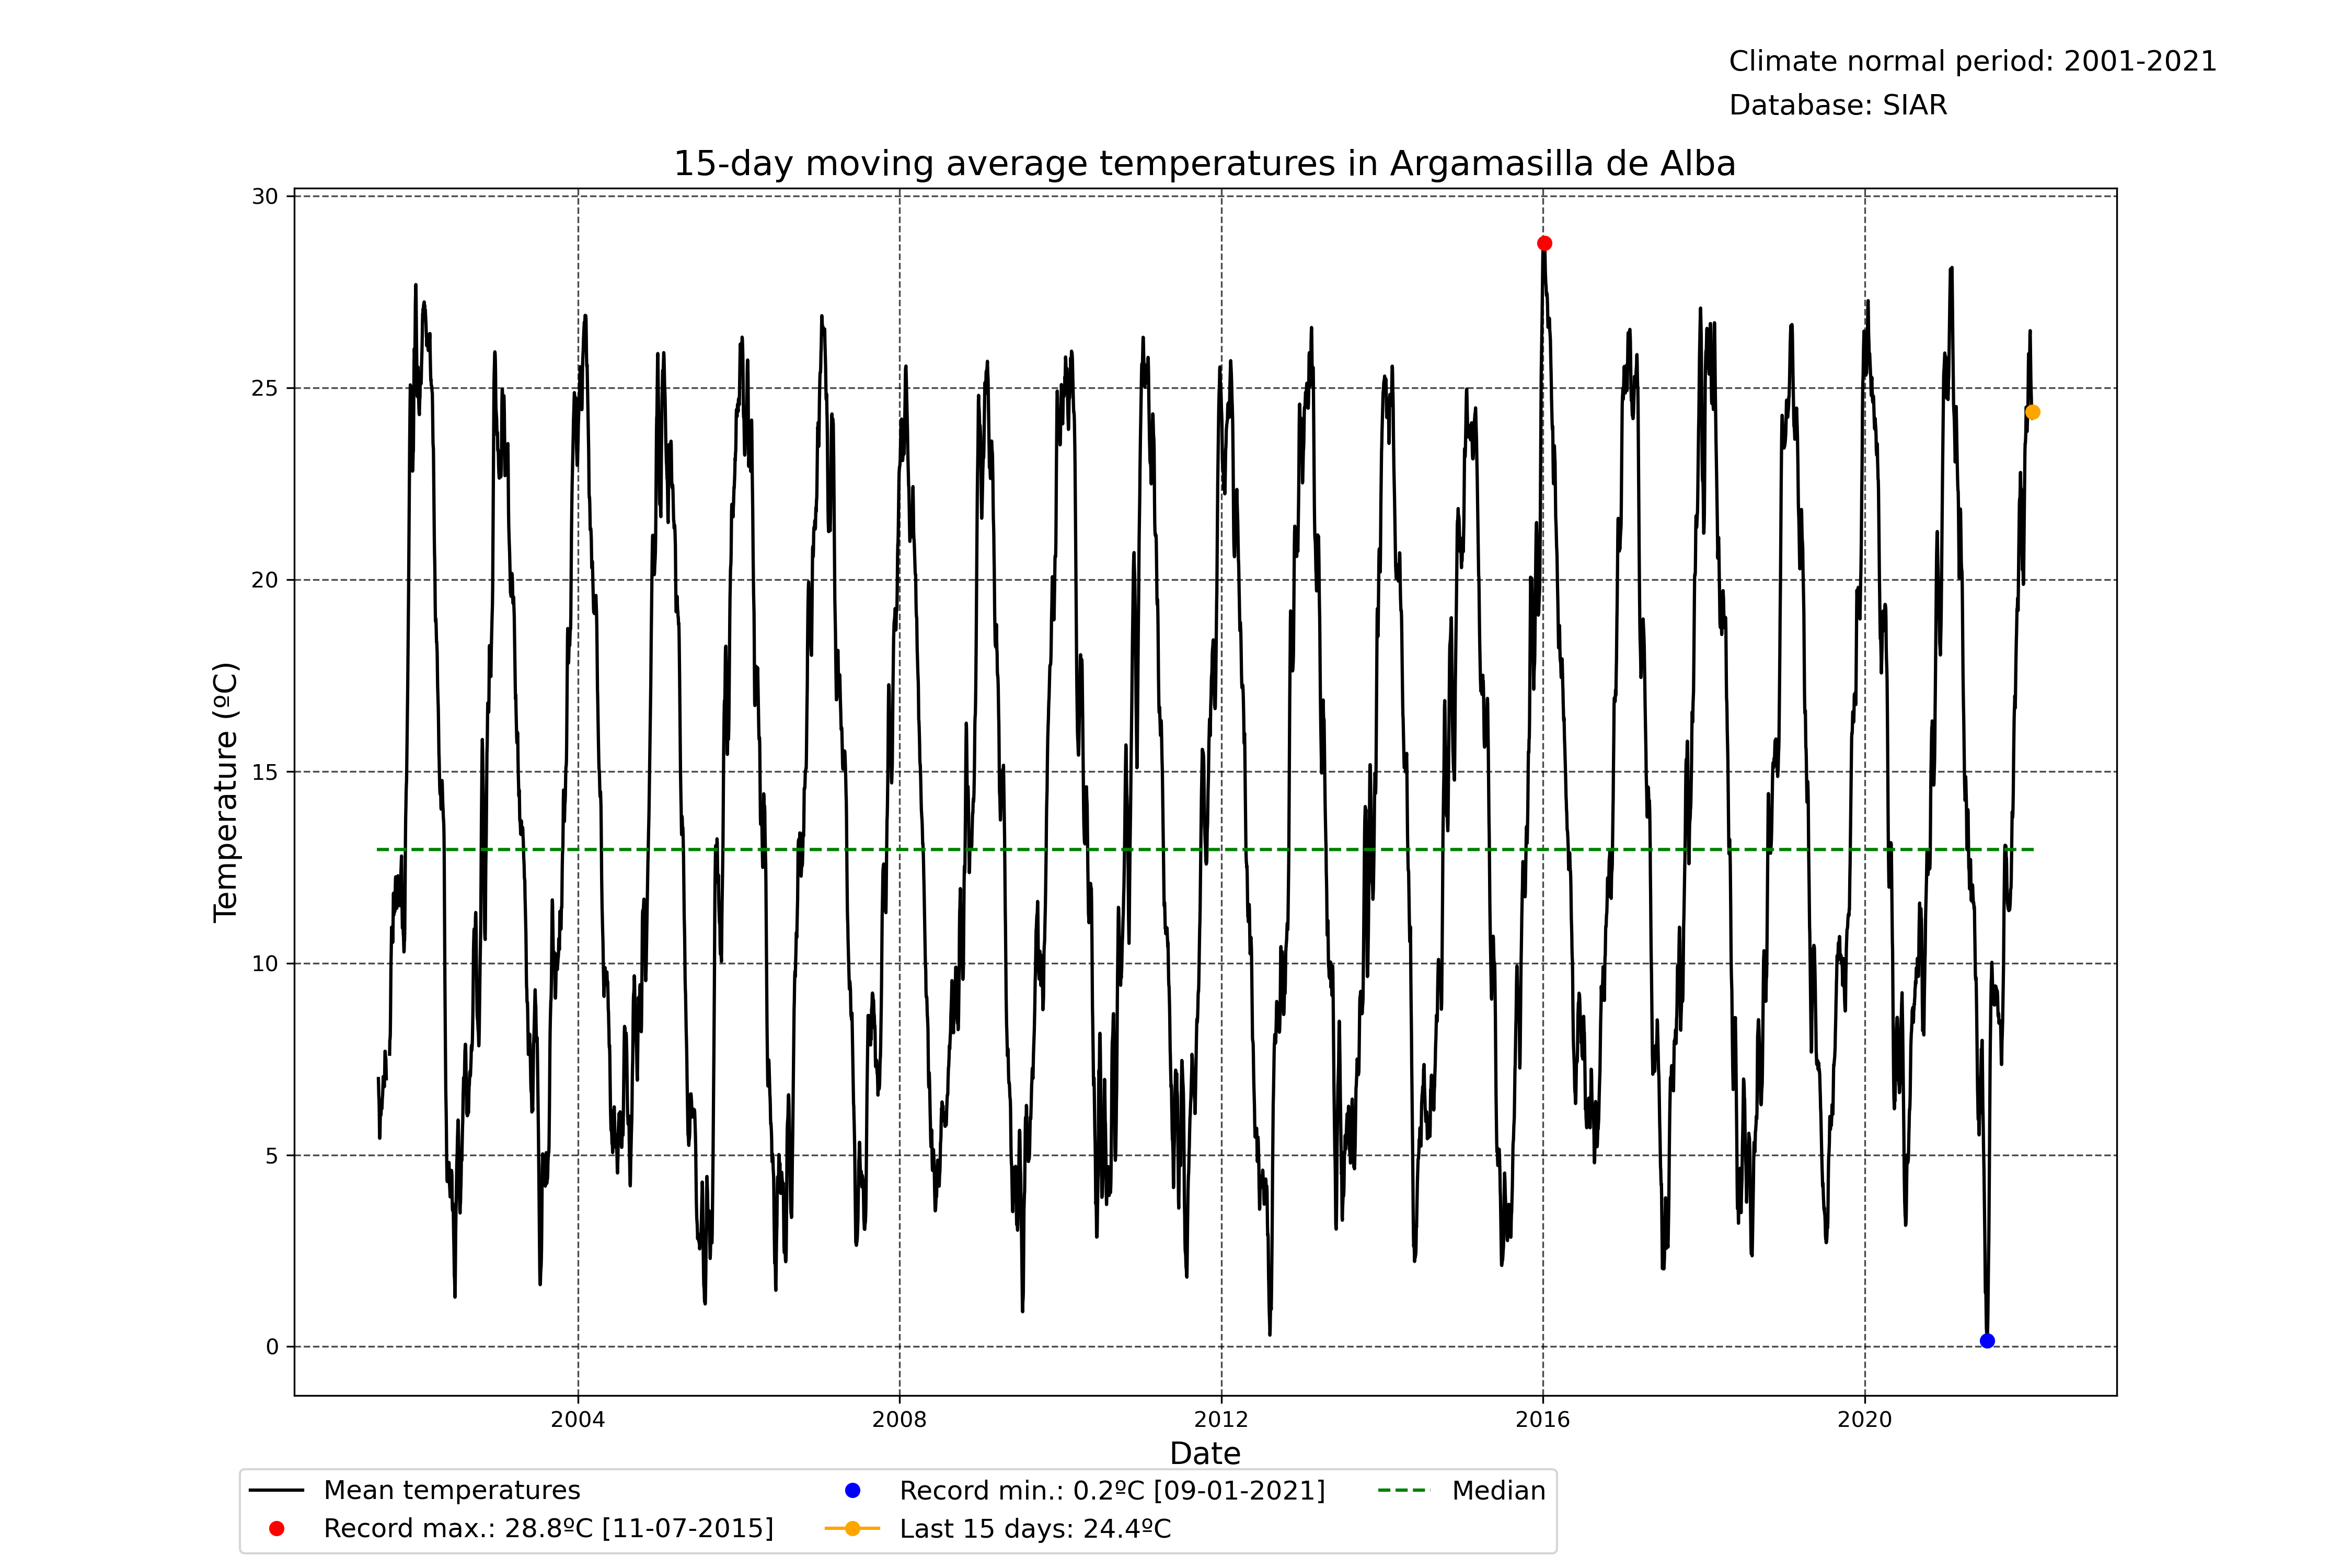 Climate normal period: 2001-2021
Database: SIAR
15-day moving average temperatures in Argamasilla de Alba
30
25
20
15
10
5
0
Temperature (ºC)
2004 2008 2012 2016 2020
Date
Mean temperatures
Record max.: 28.8ºC [11-07-2015]
Record min.: 0.2ºC [09-01-2021]
Last 15 days: 24.4ºC
Median